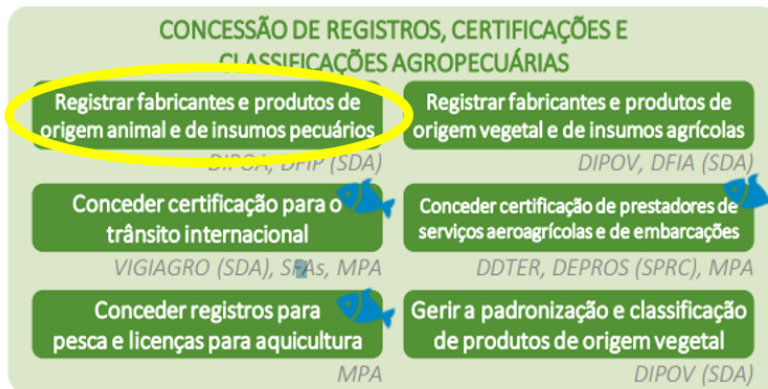 CONCESSÃO DE REGISTROS, CERTIFICAÇÕES E
CLASSIFICAÇÕES AGROPECUÁRIAS
Registrar fabricantes e produtos de
origem animal e de insumos pecuários
DIPOA, DFIP (SDA)
Registrar fabricantes e produtos de
origem vegetal e de insumos agrícolas
DIPOV, DFIA (SDA)
Conceder certificação para o
trânsito internacional
VIGIAGRO (SDA), SFAs, MPA
Conceder certificação de prestadores de
serviços aeroagrícolas e de embarcações
DDTER, DEPROS (SPRC), MPA
Conceder registros para
pesca e licenças para aquicultura
MPA
Gerir a padronização e classificação
de produtos de origem vegetal
DIPOV (SDA)